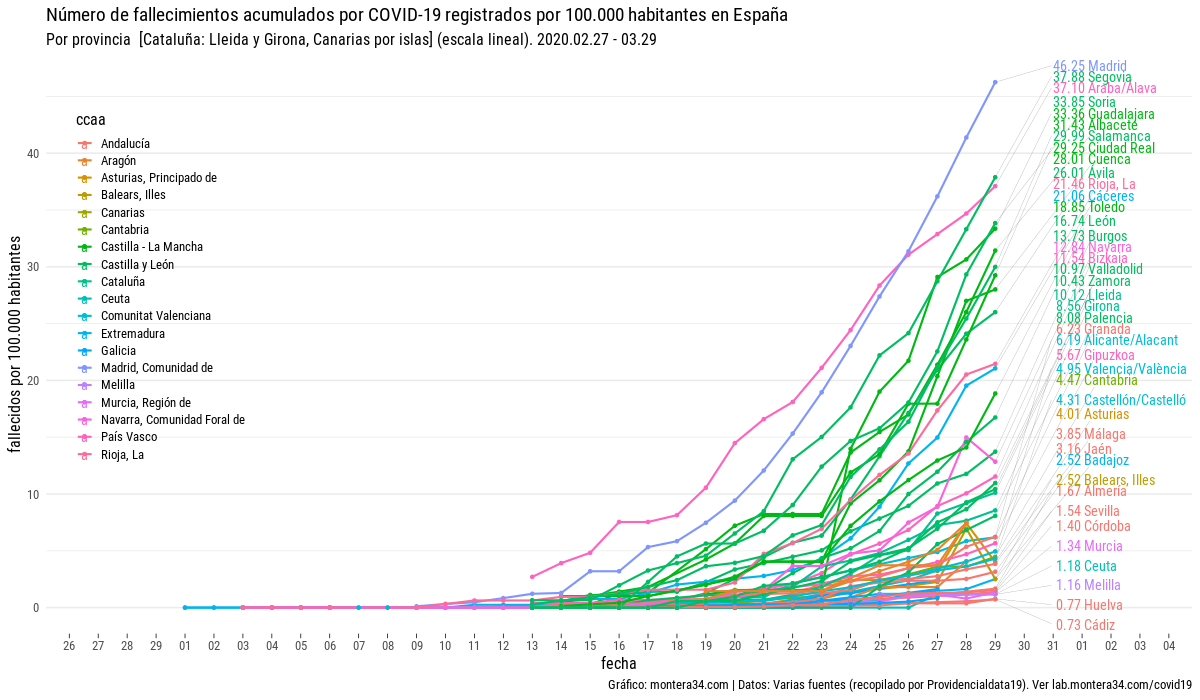 Número de fallecimientos acumulados por COVID-19 registrados por 100.000 habitantes en España
Por provincia [Cataluña: Lleida y Girona, Canarias por islas] (escala lineal). 2020.02.27 - 03.29
fallecidos por 100.000 habitantes
40
30
20
10
0
ccaa
Andalucía
Aragón
Asturias, Principado de
Balears, Illes
Canarias
Cantabria
Castilla - La Mancha
Castilla y León
Cataluña
Ceuta
Comunitat Valenciana
Extremadura
Galicia
Madrid, Comunidad de
Melilla
Murcia, Región de
Navarra, Comunidad Foral de
País Vasco
Rioja, La
46.25 Madrid
37.88 Segovia
37.10 Araba/Álava
33.85 Soria
33.36 Guadalajara
31.43 Albacete
29.99 Salamanca
29.25 Ciudad Real
28.01 Cuenca
26.01 Ávila
21.46 Rioja, La
21.06 Cáceres
18.85 Toledo
16.74 León
13.73 Burgos
12.84 Navarra
11.54 Bizkaia
10.97 Valladolid
10.43 Zamora
10.12 Lleida
8.56 Girona
8.08 Palencia
6.23 Granada
6.19 Alicante/Alacant
5.67 Gipuzkoa
4.95 Valencia/València
4.47 Cantabria
4.31 Castellón/Castelló
4.01 Asturias
3.85 Málaga
3.16 Jaén
2.52 Badajoz
2.52 Balears, Illes
1.67 Almería
1.54 Sevilla
1.40 Córdoba
1.34 Murcia
1.18 Ceuta
1.16 Melilla
0.77 Huelva
0.73 Cádiz
26 27 28 29 01 02 03 04 05 06 07 08 09 10 11 12 13 14 15 16 17 18 19 20 21 22 23 24 25 26 27 28 29 30 31 01 02 03 04
fecha
Gráfico: montera34.com | Datos: Varias fuentes (recopilado por Providencialdata19). Ver lab.montera34.com/covid19